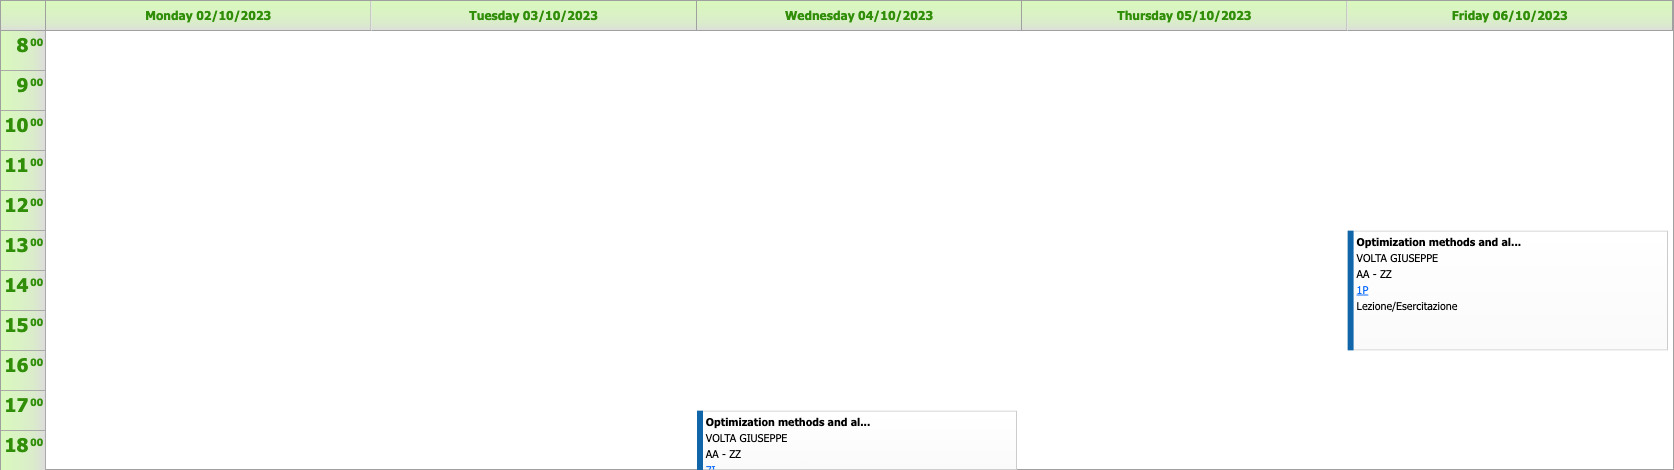 Monday 02/10/2023 Tuesday 03/10/2023 Wednesday 04/10/2023 Thursday 05/10/2023 Friday 06/10/2023
8 00
9 00
10 00
11 00
12 00
13 00
Optimization methods and al...
VOLTA GIUSEPPE
AA - ZZ
14 00
1P
Lezione/Esercitazione
15 00
16 00
17 00
Optimization methods and al...
VOLTA GIUSEPPE
18 00
AA - ZZ